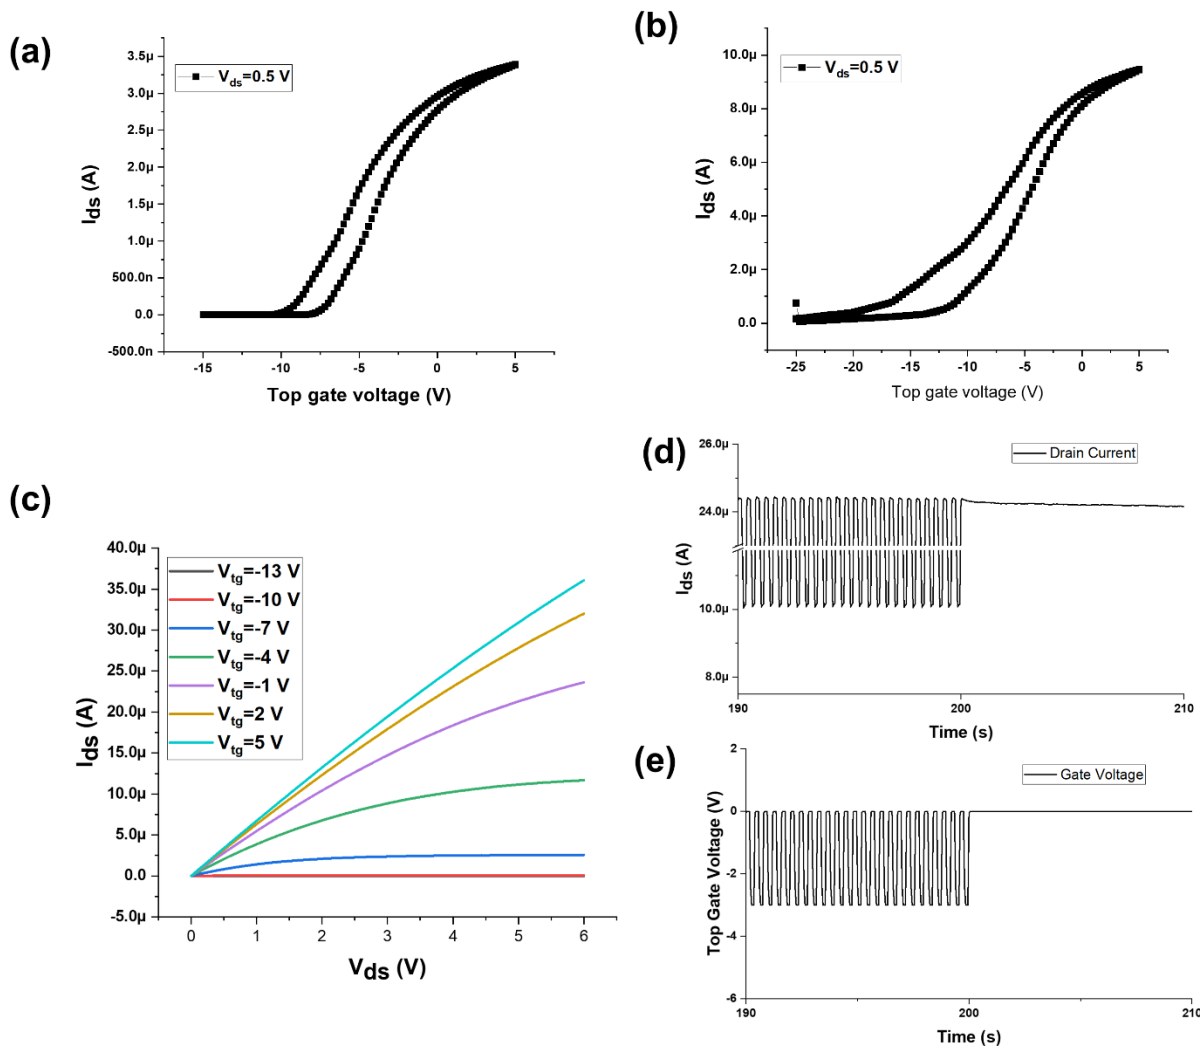 (a)
3.5µ
3.0µ
2.5µ
2.0µ
1.5µ
1.0µ
500.0n
0.0
-500.0n
Ids (A)
Vds=0.5 V
-15
-10
-5
0
5
Top gate voltage (V)
(b)
10.0µ
8.0µ
6.0µ
4.0µ
2.0µ
0.0
Ids (A)
Vds=0.5 V
-25
-20
-15
-10
-5
0
5
Top gate voltage (V)
(c)
40.0µ
35.0µ
30.0µ
25.0µ
20.0µ
15.0µ
10.0µ
5.0µ
0.0
-5.0µ
Ids (A)
Vtg=-13 V
Vtg=-10 V
Vtg=-7 V
Vtg=-4 V
Vtg=-1 V
Vtg=2 V
Vtg=5 V
0
1
2
3
4
5
6
Vds (V)
(d)
26.0µ
24.0µ
10.0µ
8.0µ
Ids (A)
Drain Current
190
200
210
Time (s)
(e)
2
0
-2
-4
-6
Top Gate Voltage (V)
Gate Voltage
190
200
210
Time (s)